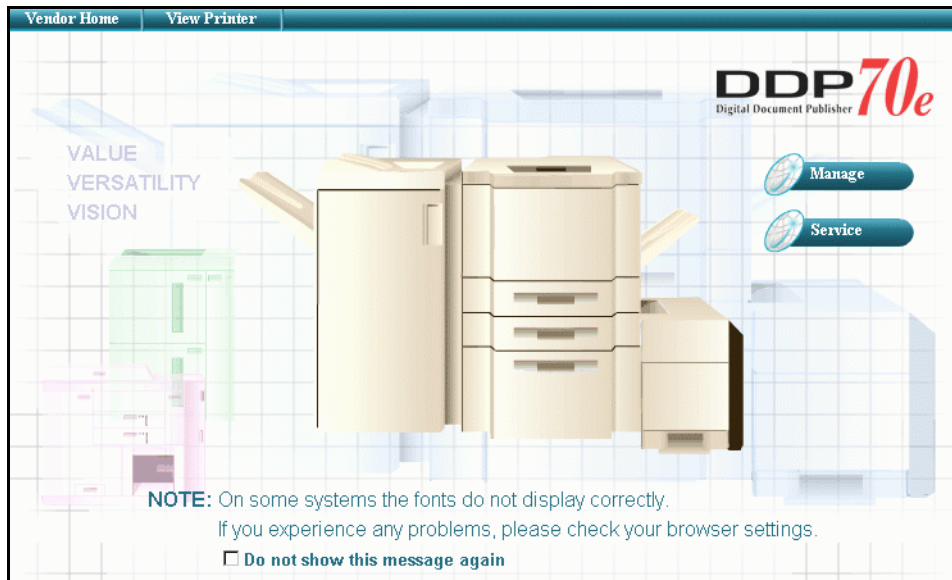 Vendor Home View Printer
DDP 70e
Digital Document Publisher
VALUE
VERSATILITY
VISION
Manage
Service
NOTE: On some systems the fonts do not display correctly.
If you experience any problems, please check your browser settings.
Do not show this message again